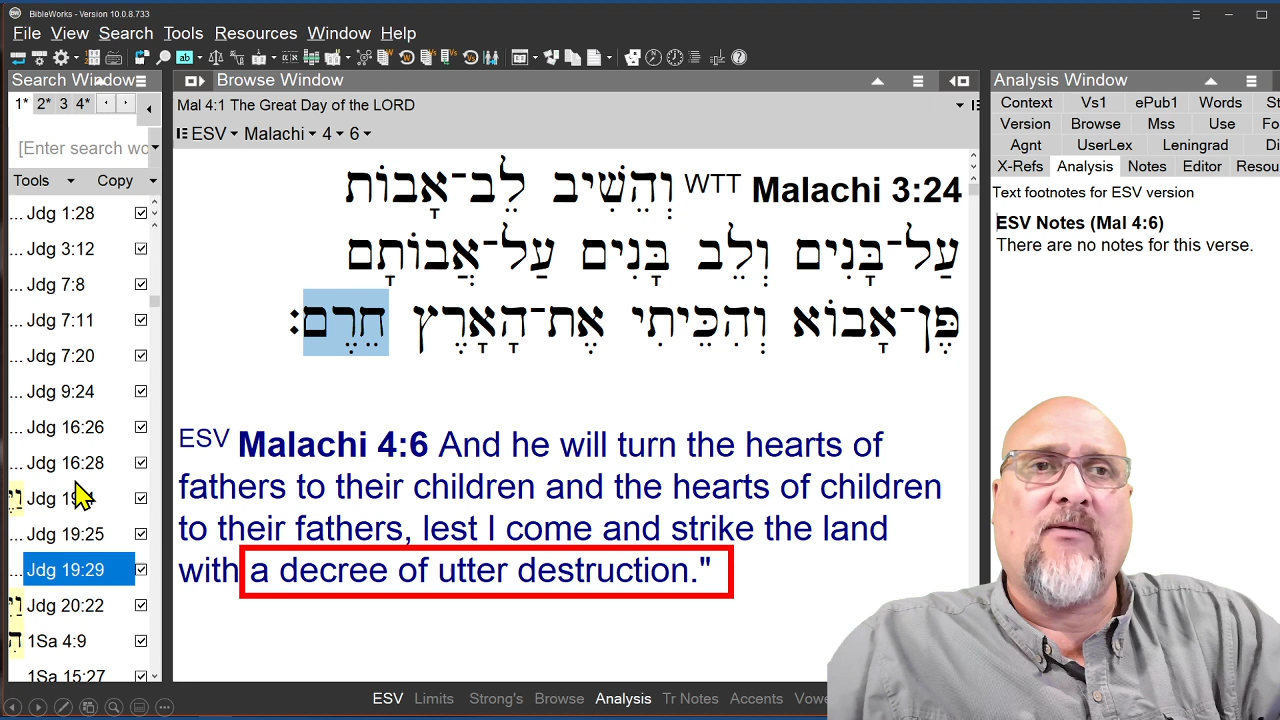 BibleWorks - Version 10.0.8.733
File View Search Tools Resources Window Help
Search Window
1* 2* 3 4*
[Enter search wo
Tools Copy
... Jdg 1:28
... Jdg 3:12
... Jdg 7:8
... Jdg 7:11
... Jdg 7:20
... Jdg 9:24
... Jdg 16:26
... Jdg 16:28
Jdg 19
... Jdg 19:25
... Jdg 19:29
Jdg 20:22
1Sa 4:9
1Sa 15:27
Browse Window
Mal 4:1 The Great Day of the LORD
ESV Malachi 4 6
WTT Malachi 3:24 וְהֵשִׁיב לֵב־אָבוֹת
עַל־בָּנִים וְלֵב בָּנִים עַל־אֲבוֹתָם
פֶּן־אָבוֹא וְהִכֵּיתִי אֶת־הָאָרֶץ חֵרֶם׃
ESV Malachi 4:6 And he will turn the hearts of
fathers to their children and the hearts of children
to their fathers, lest I come and strike the land
with a decree of utter destruction."
ESV Limits Strong's Browse Analysis Tr Notes Accents Vowe
Analysis Window
Context Vs1 ePub1 Words St
Version Browse Mss Use Fo
Agnt UserLex Leningrad Di
X-Refs Analysis Notes Editor Resou
Text footnotes for ESV version
ESV Notes (Mal 4:6)
There are no notes for this verse.